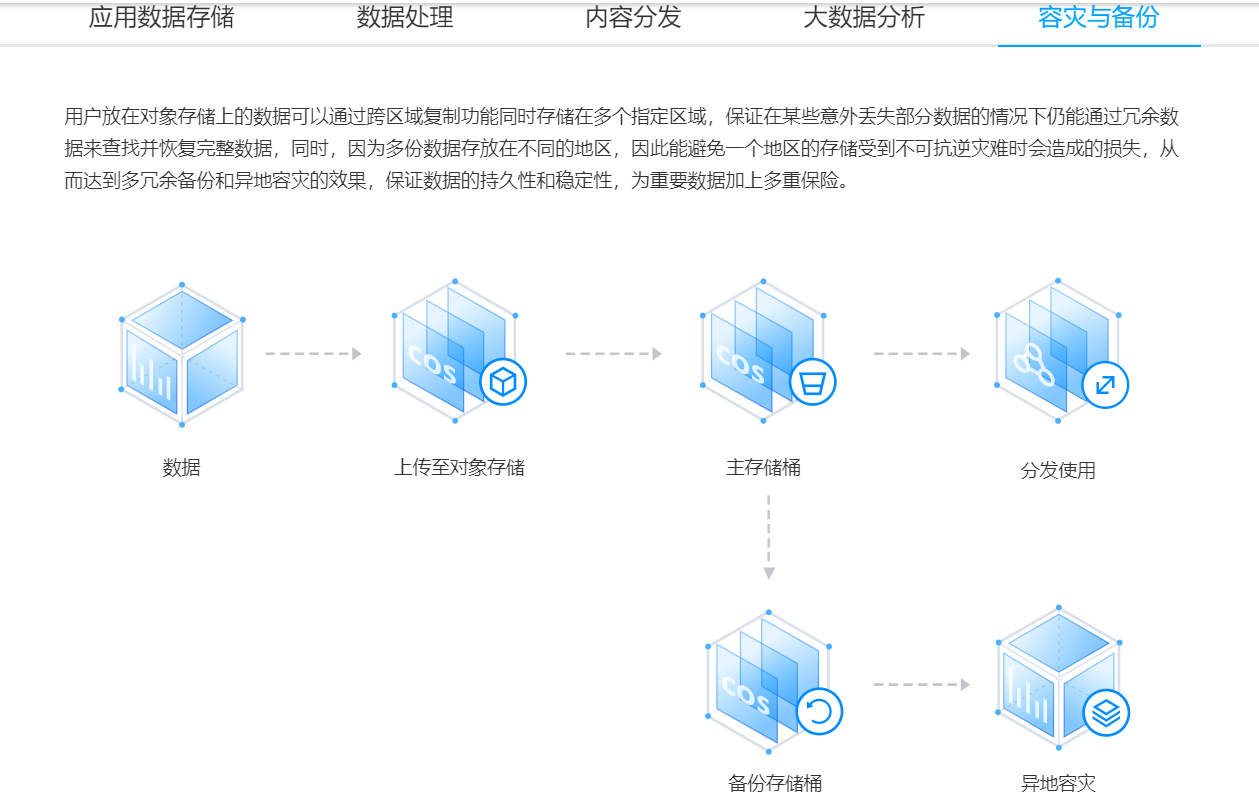 应用数据存储 数据处理 内容分发 大数据分析 容灾与备份
用户放在对象存储上的数据可以通过跨区域复制功能同时存储在多个指定区域，保证在某些意外丢失部分数据的情况下仍能通过冗余数
据来查找并恢复完整数据，同时，因为多份数据存放在不同的地区，因此能避免一个地区的存储受到不可抗逆灾难时会造成的损失，从
而达到多冗余备份和异地容灾的效果，保证数据的持久性和稳定性，为重要数据加上多重保险。
COS
COS
数据
上传至对象存储
主存储桶
分发使用
COS
备份存储桶
异地容灾